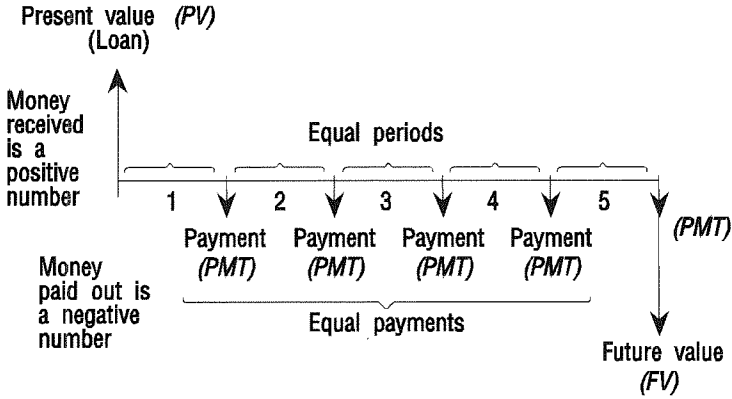 Present value (PV)
(Loan)
Money
received
is a
positive
number
Equal periods
1 2 3 4 5
Payment Payment Payment Payment (PMT)
(PMT) (PMT) (PMT) (PMT)
Money
paid out is
a negative
number
Equal payments
Future value
(FV)